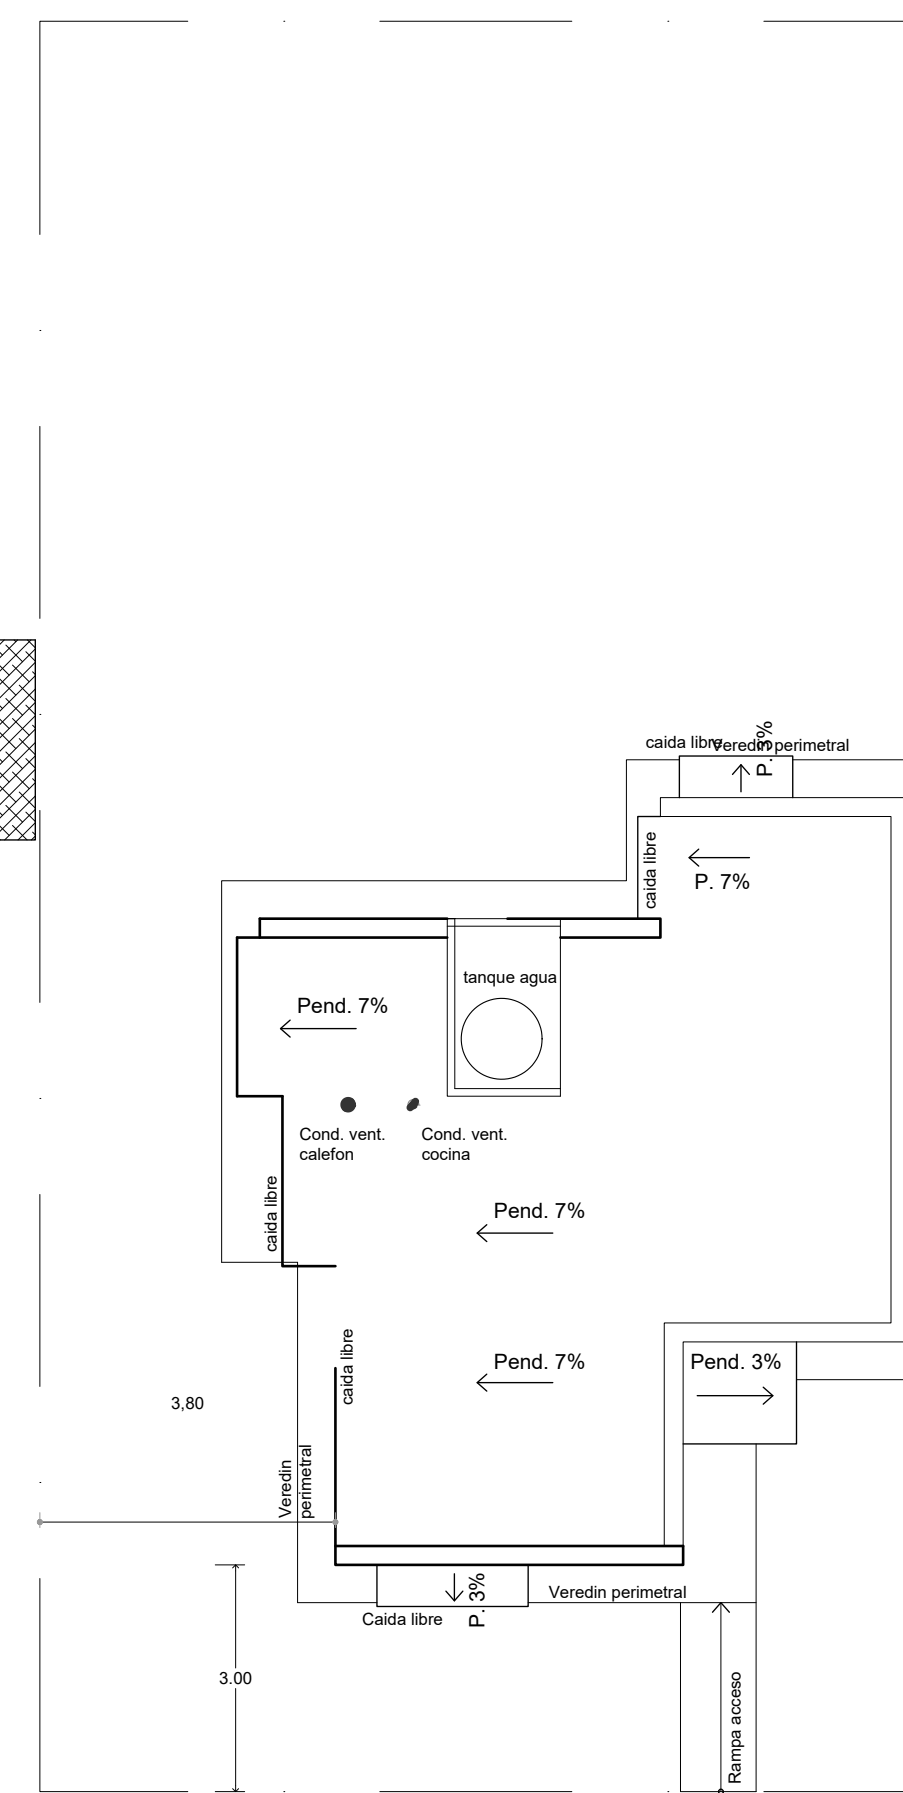 caida libre
Veredin perimetral
P. 3%
caida libre
P. 7%
tanque agua
Pend. 7%
Cond. vent.
calefon
Cond. vent.
cocina
caida libre
Pend. 7%
caida libre
Pend. 7%
Pend. 3%
3,80
Veredin
perimetral
P. 3%
Veredin perimetral
Caida libre
3.00
Rampa acceso